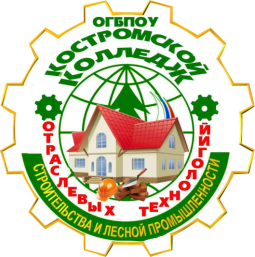 ОГБПОУ
КОСТРОМСКОЙ
КОЛЛЕДЖ
ОТРАСЛЕВЫХ ТЕХНОЛОГИЙ
СТРОИТЕЛЬСТВА И ЛЕСНОЙ ПРОМЫШЛЕННОСТИ